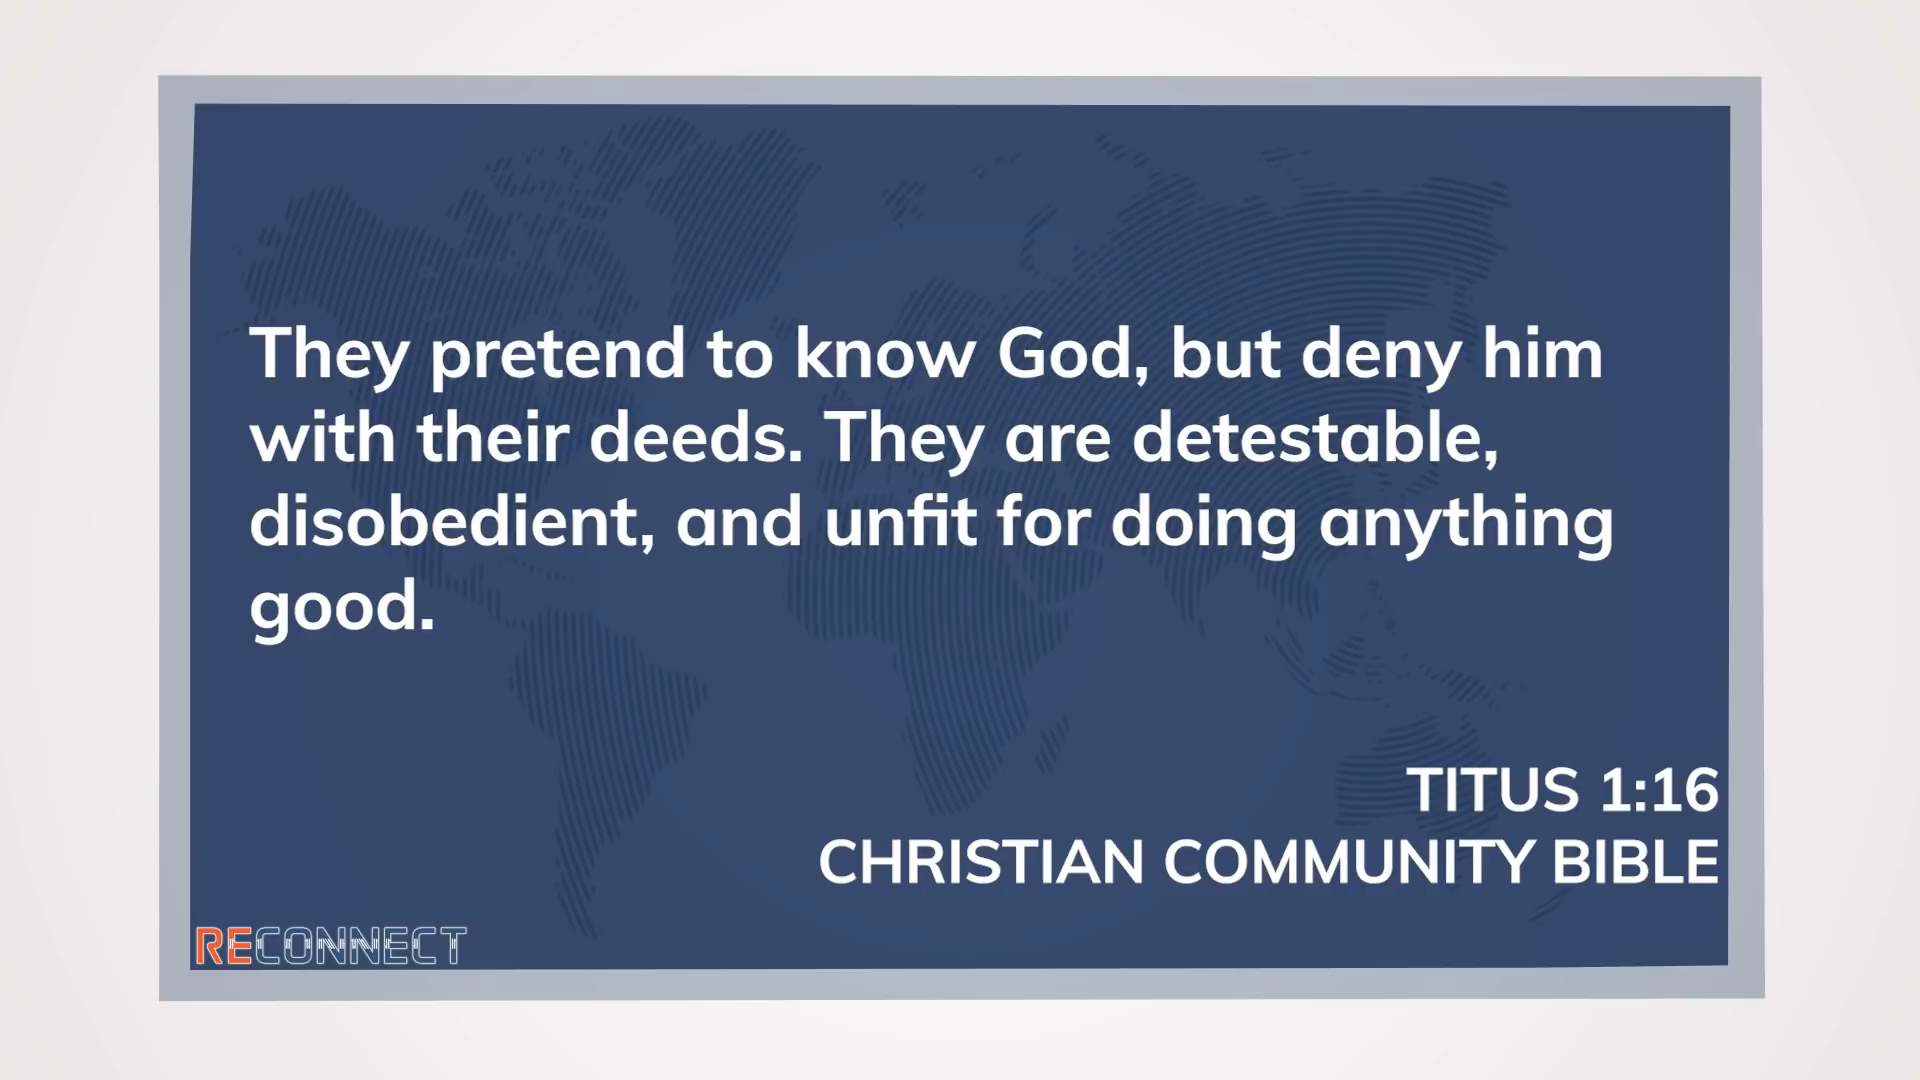 They pretend to know God, but deny him
with their deeds. They are detestable,
disobedient, and unfit for doing anything
good.
TITUS 1:16
CHRISTIAN COMMUNITY BIBLE
RECONNECT